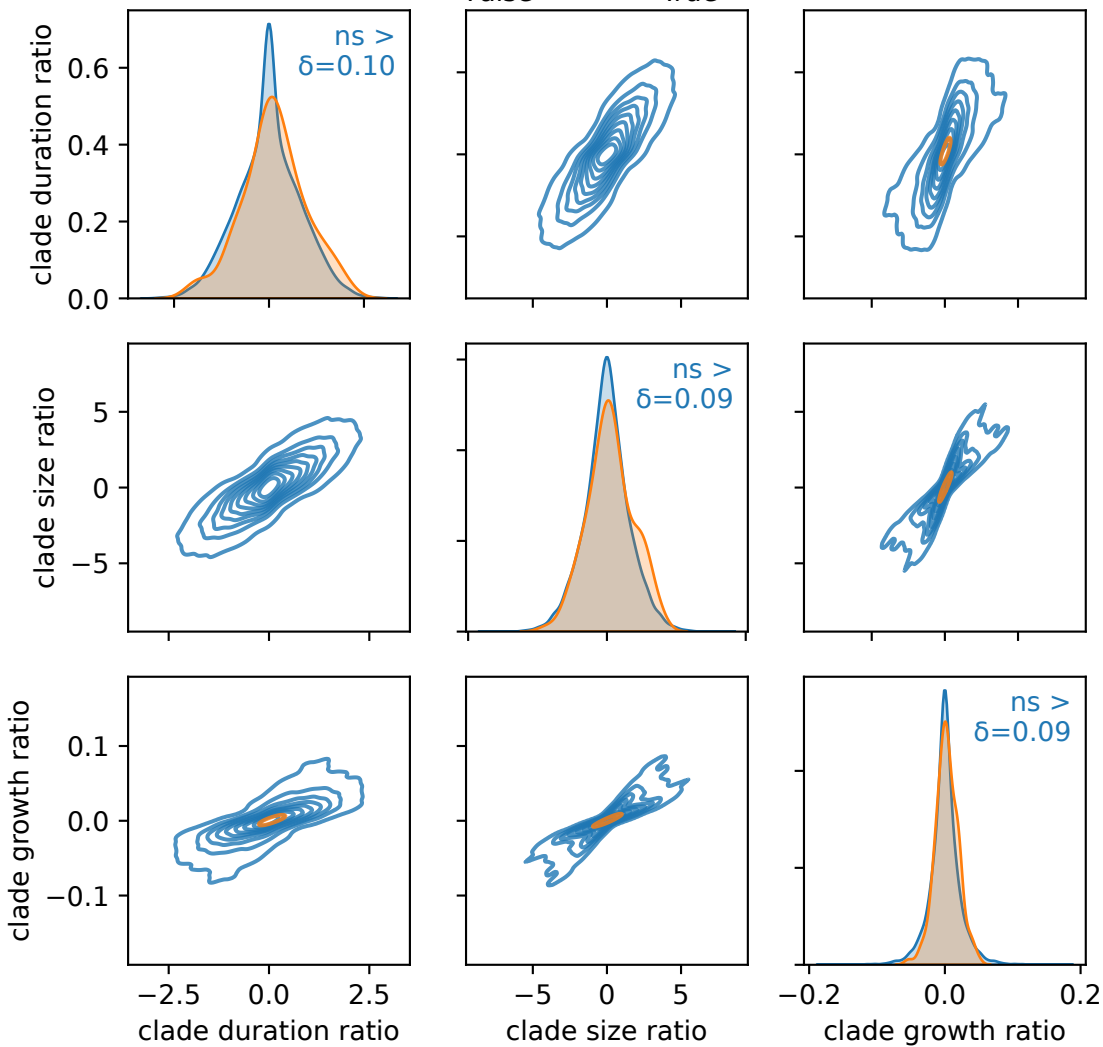 clade duration ratio
0.6
0.4
0.2
0.0
ns >
δ=0.10
clade size ratio
5
0
−5
ns >
δ=0.09
clade growth ratio
0.1
0.0
−0.1
ns >
δ=0.09
−2.5 0.0 2.5
−5 0 5
−0.2 0.0 0.2
clade duration ratio
clade size ratio
clade growth ratio